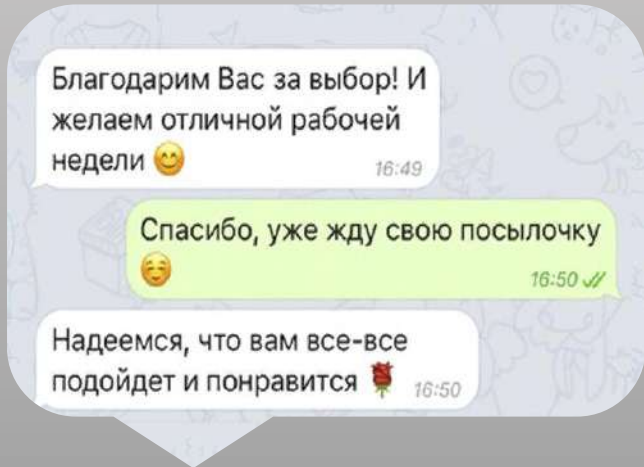 Благодарим Вас за выбор! И
желаем отличной рабочей
недели 😊
16:49
Спасибо, уже жду свою посылочку
☺️
16:50
Надеемся, что вам все-все
подойдет и понравится 🌹 16:50